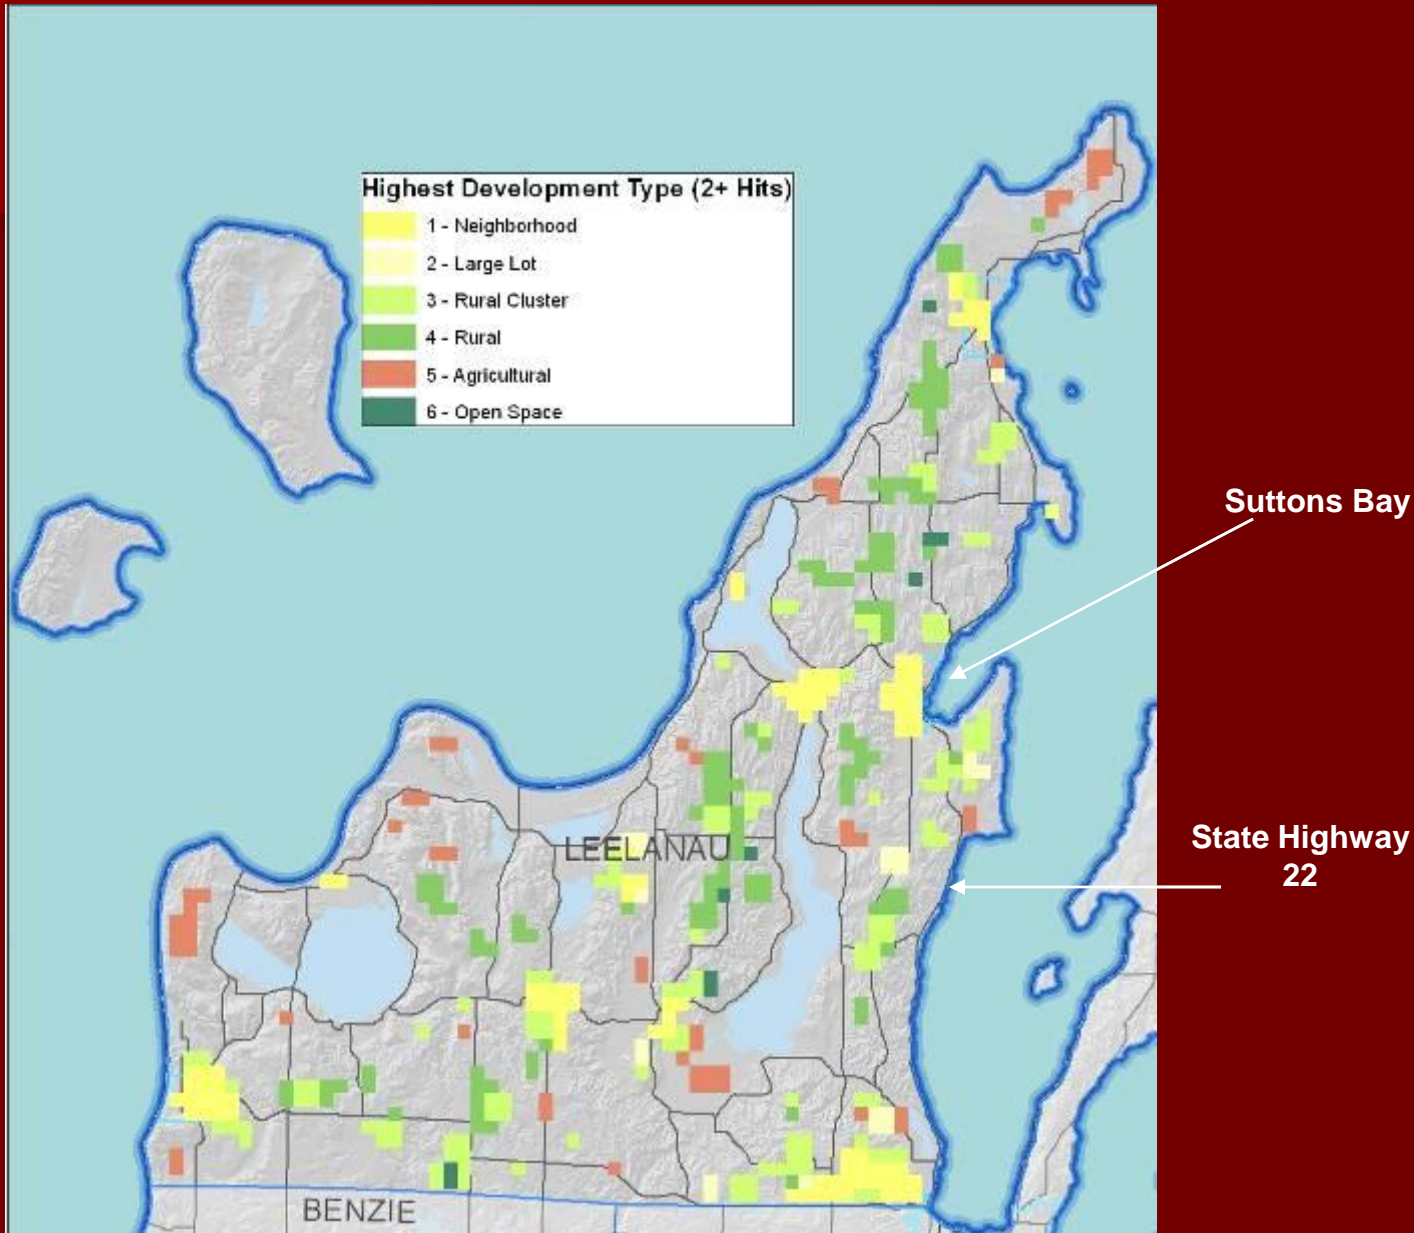 Highest Development Type (2+ Hits)
1 - Neighborhood
2 - Large Lot
3 - Rural Cluster
4 - Rural
5 - Agricultural
6 - Open Space
Suttons Bay
State Highway
22
LEELANAU
BENZIE